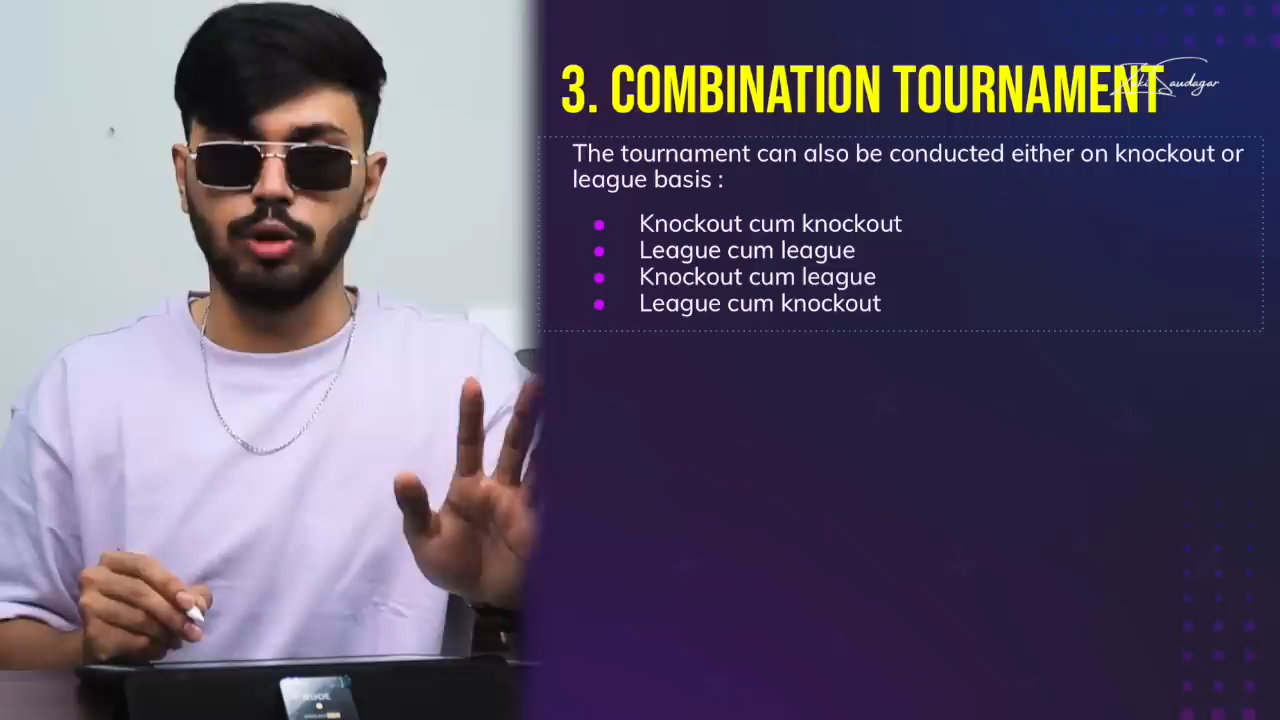 3. COMBINATION TOURNAMENT
The tournament can also be conducted either on knockout or
league basis :
Knockout cum knockout
League cum league
Knockout cum league
League cum knockout